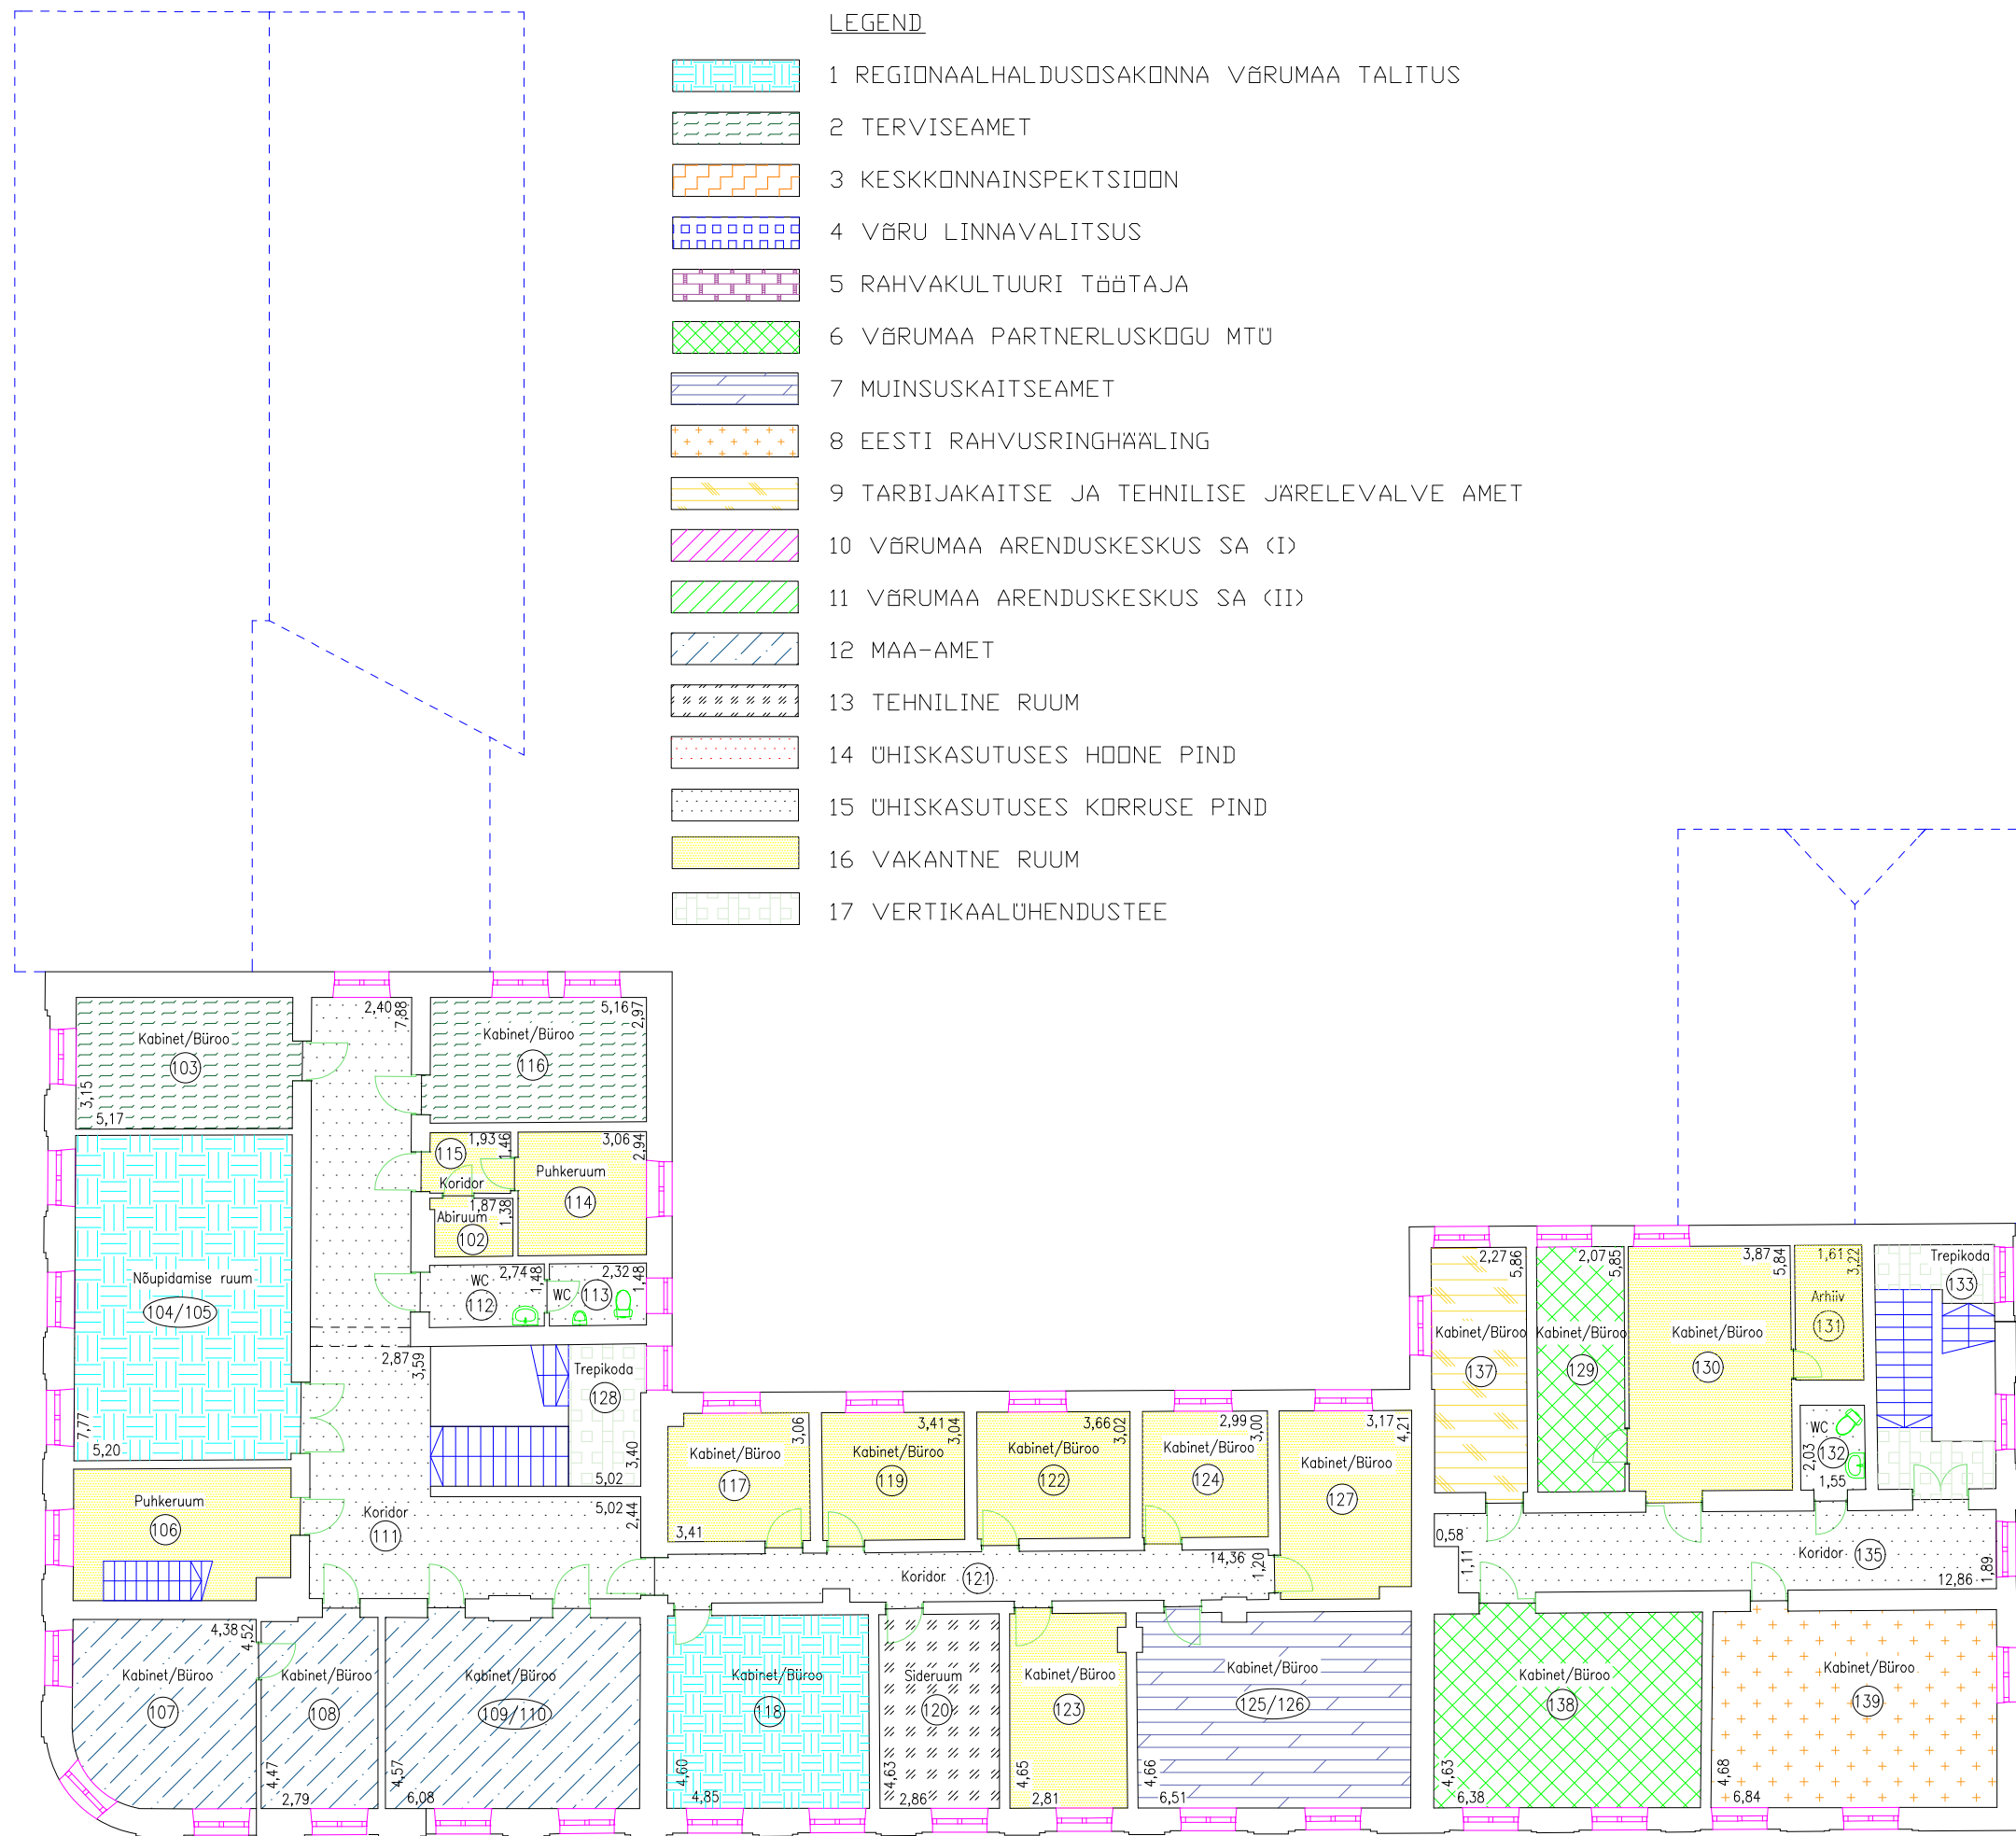 LEGEND
1 REGIONAALHALDUSOSAKONNA VõRUMAA TALITUS
2 TERVISEAMET
3 KESKKONNAINSPEKTSIOON
4 VõRU LINNAVALITSUS
5 RAHVAKULTUURI TööTAJA
6 VõRUMAA PARTNERLUSKOGU MTÜ
7 MUINSUSKAITSEAMET
8 EESTI RAHVUSRINGHÄÄLING
9 TARBIJAKAITSE JA TEHNILISE JÄRELEVALVE AMET
10 VõRUMAA ARENDUSKESKUS SA (I)
11 VõRUMAA ARENDUSKESKUS SA (II)
12 MAA-AMET
13 TEHNILINE RUUM
14 ÜHISKASUTUSES HOONE PIND
15 ÜHISKASUTUSES KORRUSE PIND
16 VAKANTNE RUUM
17 VERTIKAALÜHENDUSTEE
Kabinet/Büroo
103
3,15
5,17
2,40
7,88
Kabinet/Büroo
116
5,16
2,97
115
1,93
1,46
Koridor
Puhkeruum
114
3,06
2,94
Abiruum
102
1,87
1,38
Nõupidamise ruum
104/105
7,77
5,20
WC
112
2,74
1,48
WC
113
2,32
1,48
2,87
3,59
Trepikoda
128
3,40
5,02
Puhkeruum
106
Koridor
111
5,02
2,44
Kabinet/Büroo
117
3,06
3,41
Kabinet/Büroo
119
3,41
3,04
Kabinet/Büroo
122
3,66
3,02
Kabinet/Büroo
124
2,99
3,00
Kabinet/Büroo
127
3,17
4,21
Koridor
121
14,36
1,20
Kabinet/Büroo
137
2,27
5,86
Kabinet/Büroo
129
2,07
5,85
Kabinet/Büroo
130
3,87
5,84
Arhiiv
131
1,61
3,22
Trepikoda
133
WC
132
2,03
1,55
0,58
1,11
Koridor
135
12,86
1,89
Kabinet/Büroo
107
4,38
4,52
Kabinet/Büroo
108
4,47
2,79
Kabinet/Büroo
109/110
4,57
6,08
Kabinet/Büroo
118
4,60
4,85
Sideruum
120
4,63
2,86
Kabinet/Büroo
123
4,65
2,81
Kabinet/Büroo
125/126
4,66
6,51
Kabinet/Büroo
138
4,63
6,38
Kabinet/Büroo
139
4,68
6,84